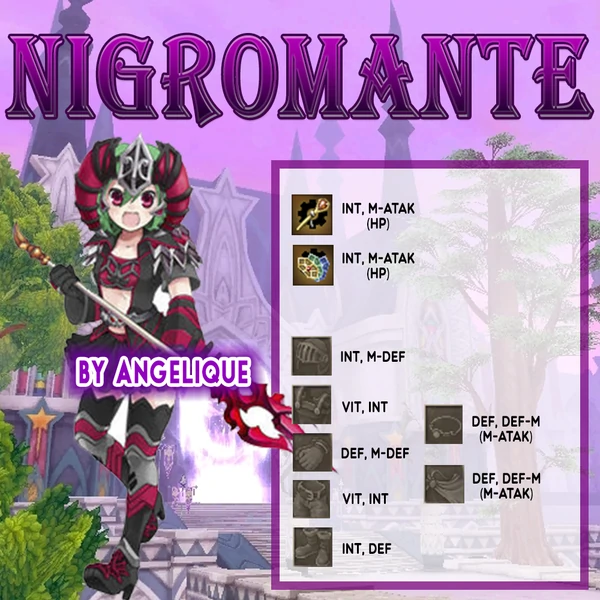 NIGROMANTE
INT, M-ATAK
(HP)
INT, M-ATAK
(HP)
BY ANGELIQUE
INT, M-DEF
VIT, INT
DEF, M-DEF
VIT, INT
INT, DEF
DEF, DEF-M
(M-ATAK)
DEF, DEF-M
(M-ATAK)